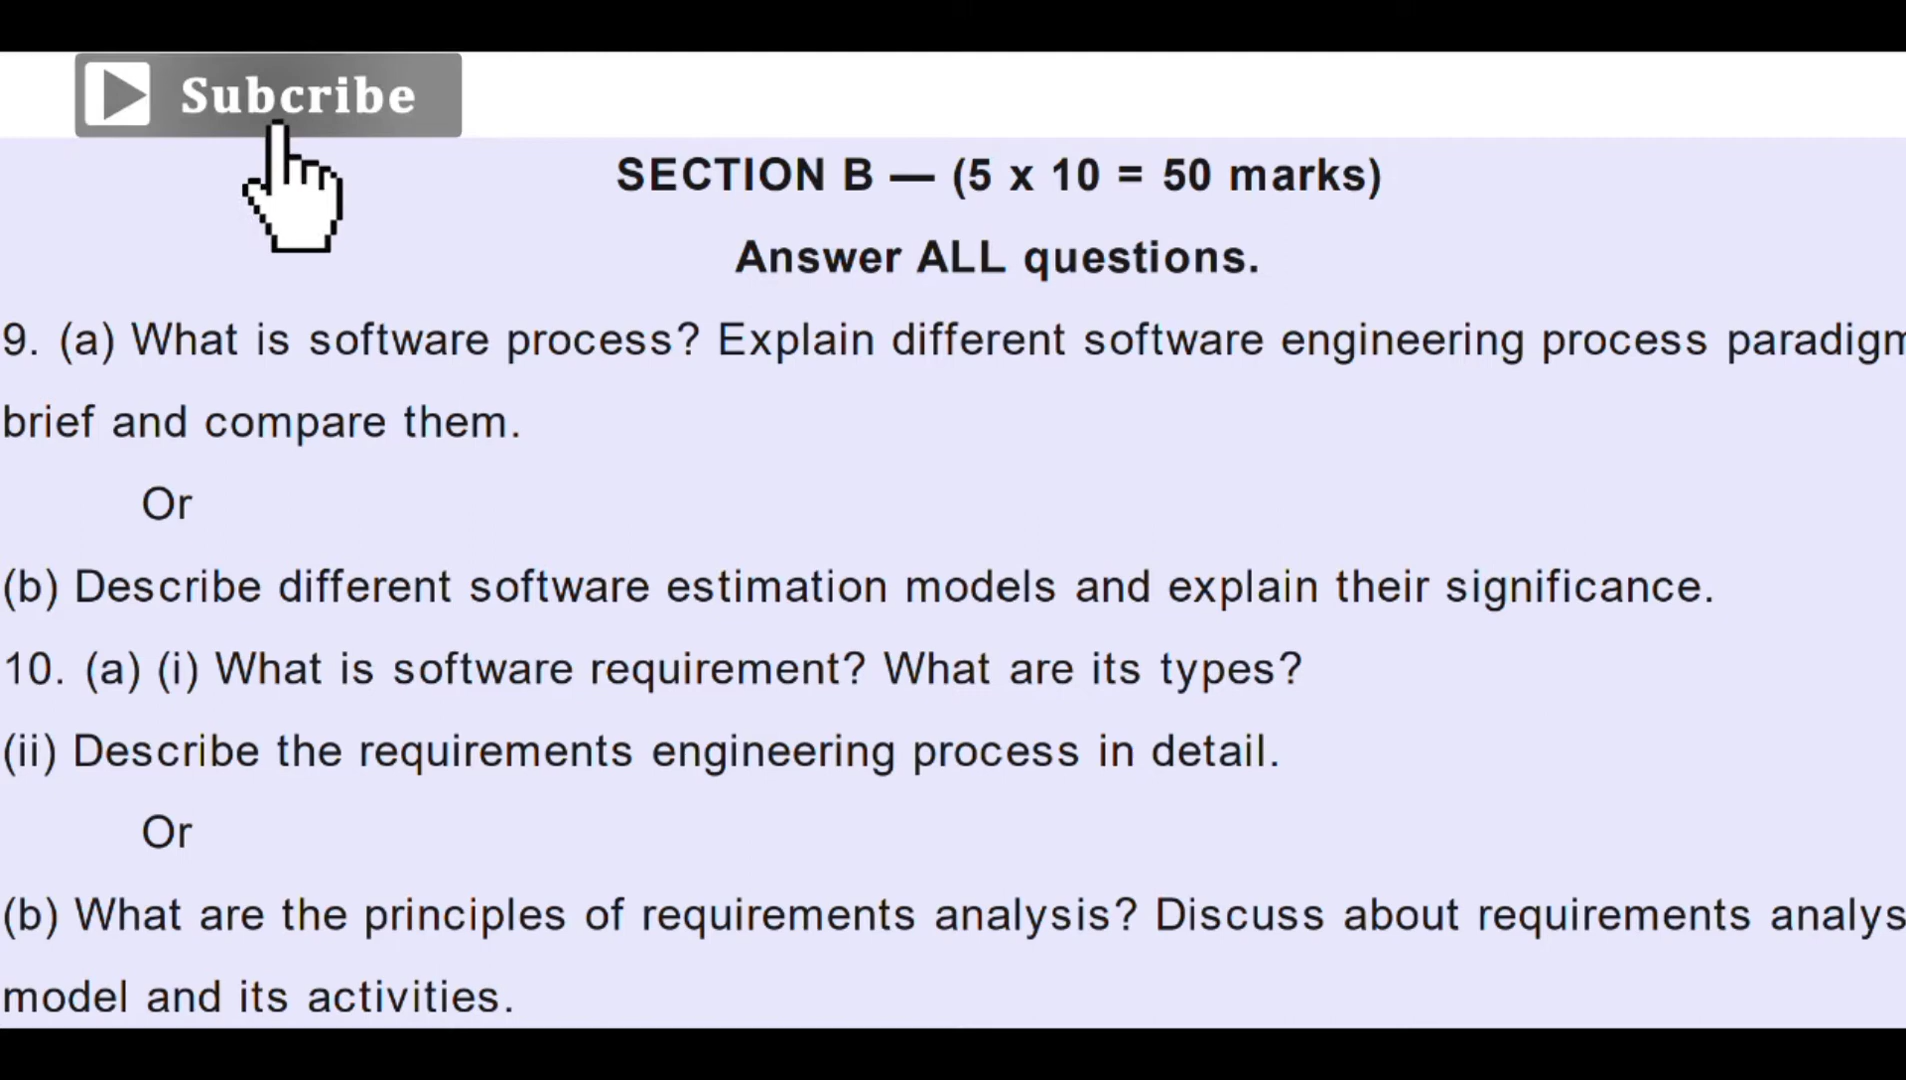 Subcribe
SECTION B — (5 x 10 = 50 marks)
Answer ALL questions.
9. (a) What is software process? Explain different software engineering process paradigm
brief and compare them.
Or
(b) Describe different software estimation models and explain their significance.
10. (a) (i) What is software requirement? What are its types?
(ii) Describe the requirements engineering process in detail.
Or
(b) What are the principles of requirements analysis? Discuss about requirements analys
model and its activities.